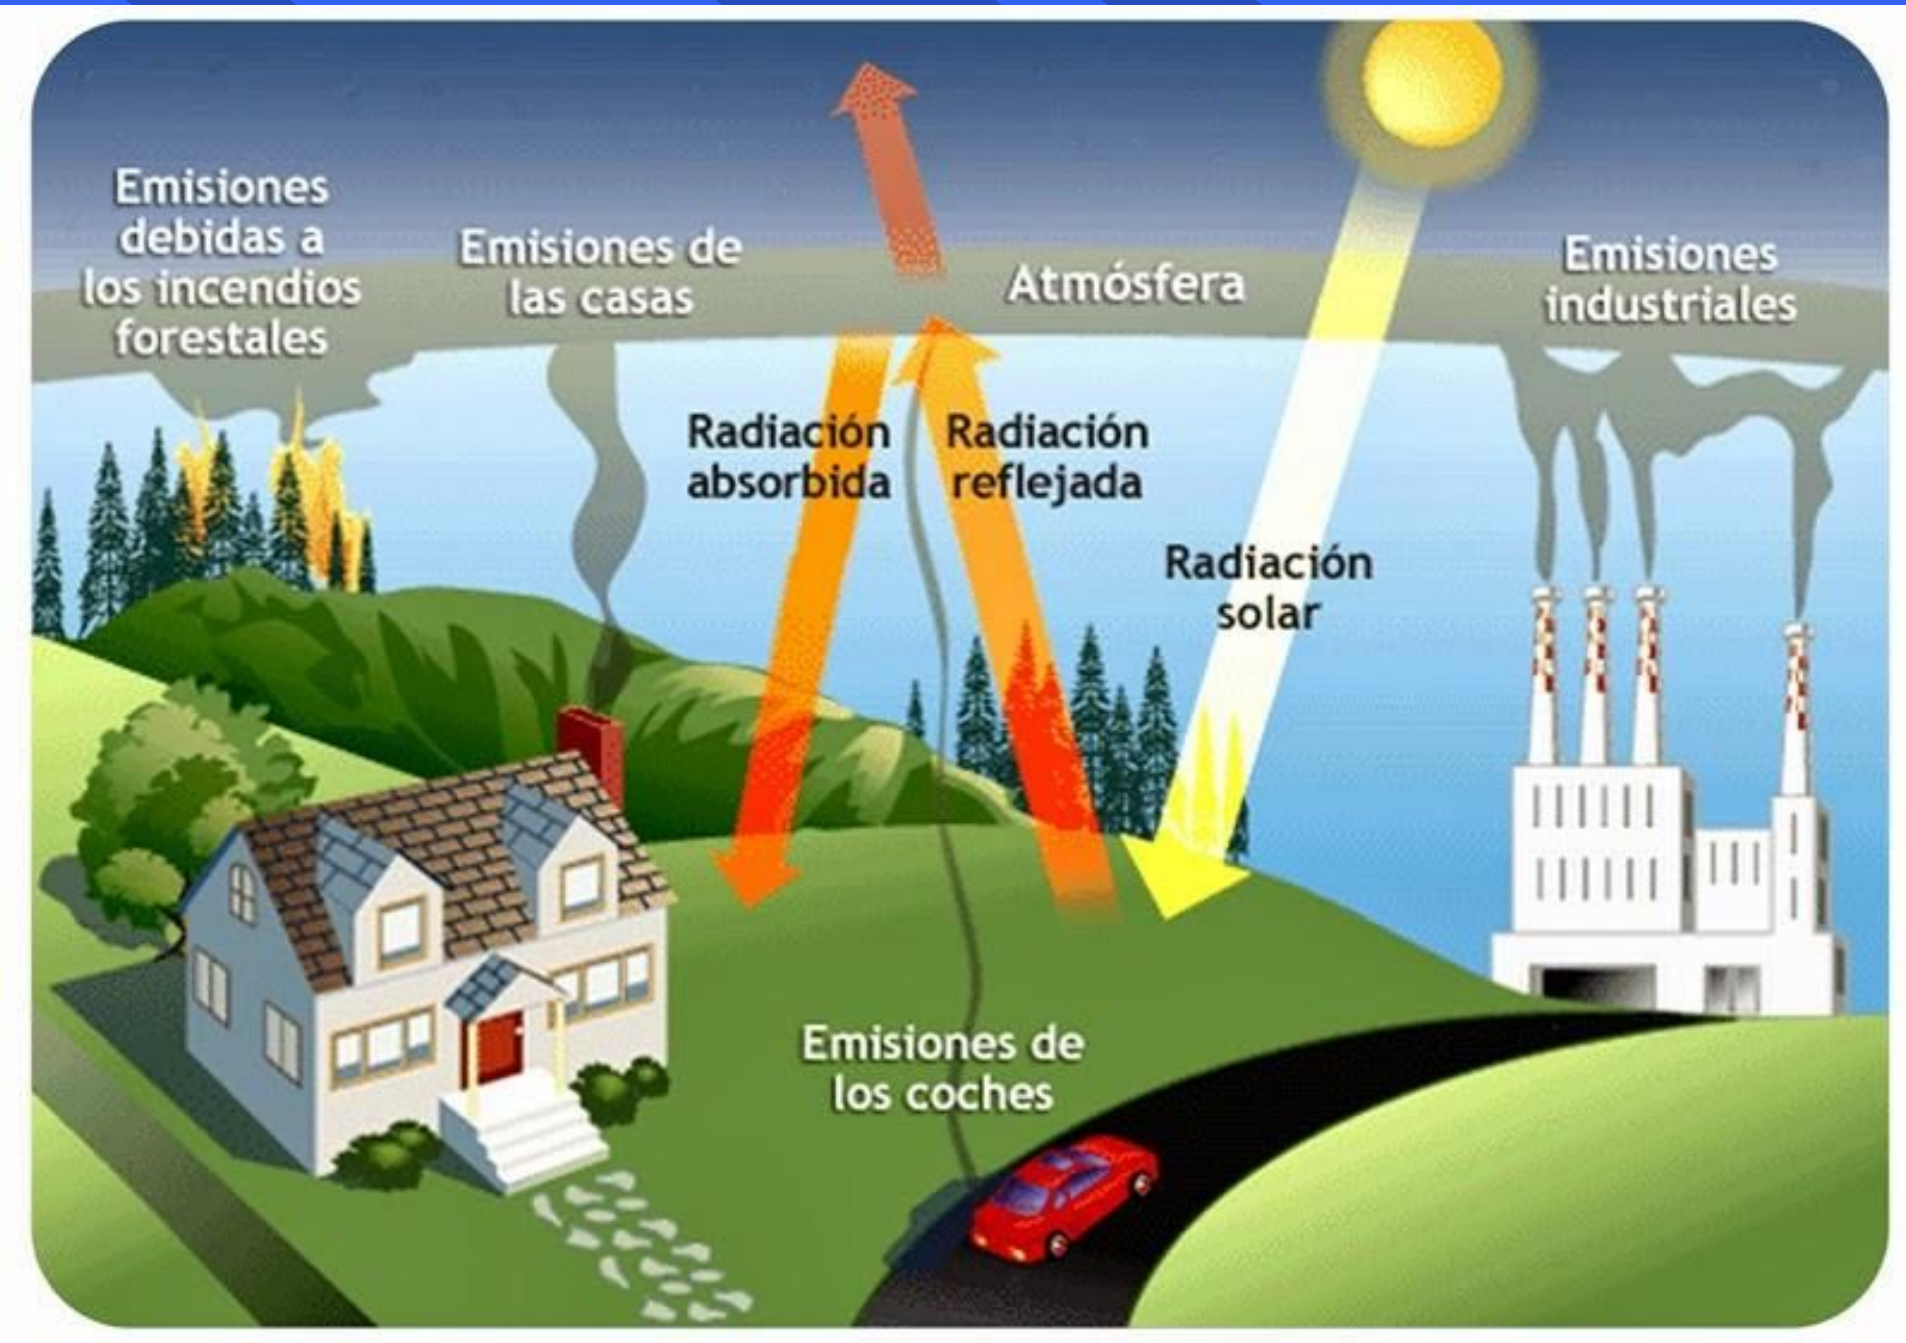 Emisiones
debidas a
los incendios
forestales
Emisiones de
las casas
Atmósfera
Emisiones
industriales
Radiación
absorbida
Radiación
reflejada
Radiación
solar
Emisiones de
los coches